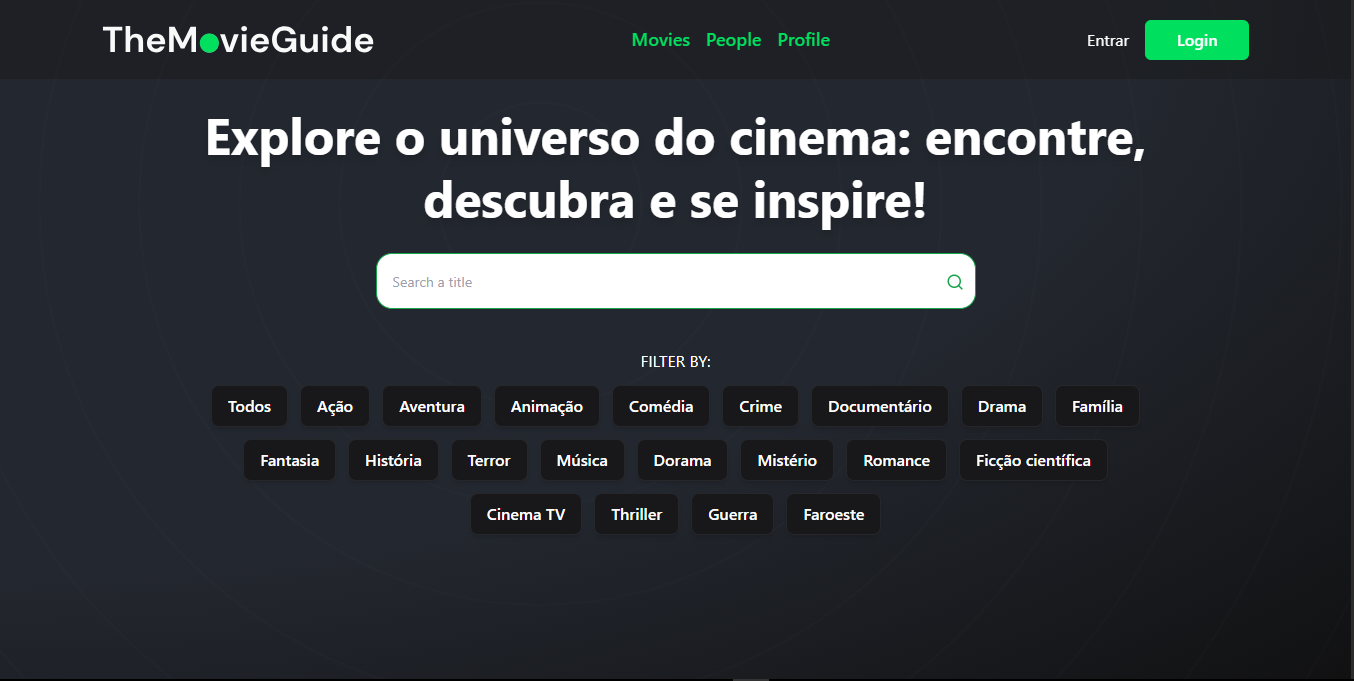 TheMovieGuide
Movies People Profile
Entrar Login
Explore o universo do cinema: encontre,
descubra e se inspire!
Search a title
FILTER BY:
Todos Ação Aventura Animação Comédia Crime Documentário Drama Família
Fantasia História Terror Música Dorama Mistério Romance Ficção científica
Cinema TV Thriller Guerra Faroeste